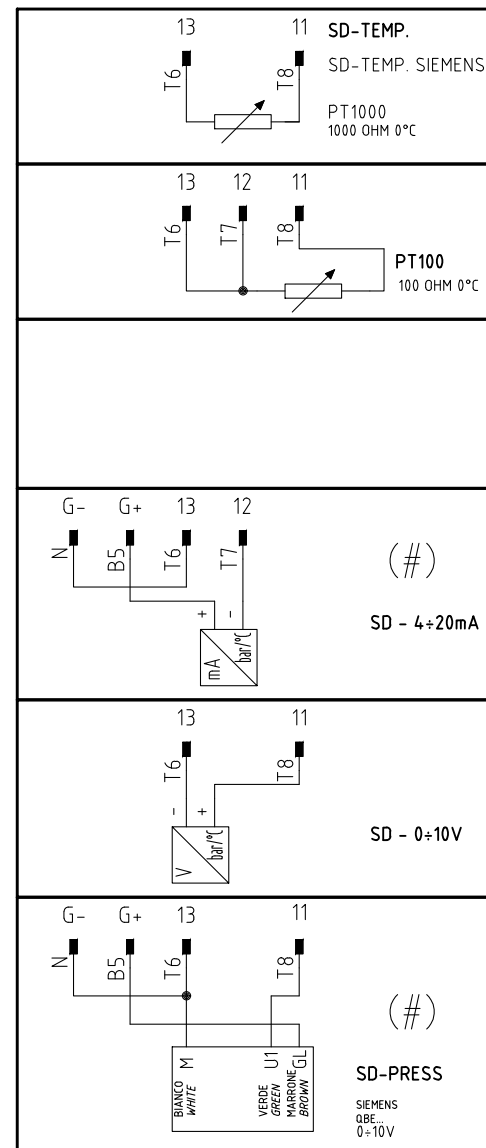 13 11 SD-TEMP.
T6 T8 SD-TEMP. SIEMENS
PT1000
1000 OHM 0°C
13 12 11
T6 T7 T8
PT100
100 OHM 0°C
G- G+ 13 12
N B5 T6 T7
(#)
+ -
mA bar/°C
SD - 4÷20mA
13 11
T6 T8
- +
V bar/°C
SD - 0÷10V
G- G+ 13 11
N B5 T6 T8
(#)
M U1 GL
BIANCO
WHITE
VERDE
GREEN
MARRONE
BROWN
SD-PRESS
SIEMENS
QBE...
0÷10V